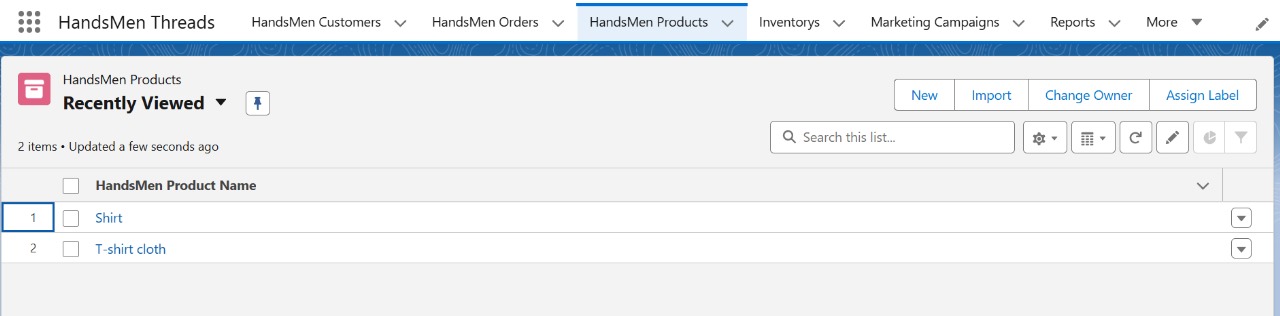 HandsMen Threads HandsMen Customers HandsMen Orders HandsMen Products Inventorys Marketing Campaigns Reports More
HandsMen Products
Recently Viewed
New Import Change Owner Assign Label
2 items • Updated a few seconds ago
Search this list...
HandsMen Product Name
1 Shirt
2 T-shirt cloth